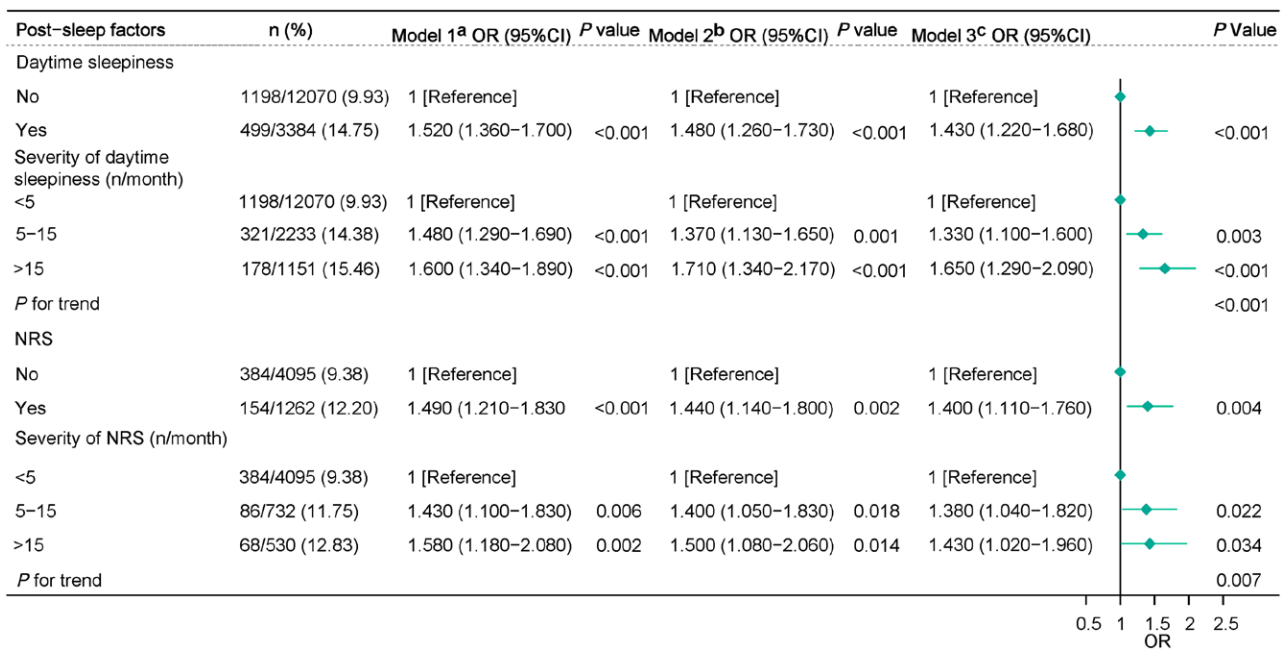 Post−sleep factors n (%) Model 1a OR (95%CI) P value Model 2b OR (95%CI) P value Model 3c OR (95%CI) P Value
Daytime sleepiness
No 1198/12070 (9.93) 1 [Reference] 1 [Reference] 1 [Reference]
Yes 499/3384 (14.75) 1.520 (1.360−1.700) <0.001 1.480 (1.260−1.730) <0.001 1.430 (1.220−1.680) <0.001
Severity of daytime
sleepiness (n/month)
<5 1198/12070 (9.93) 1 [Reference] 1 [Reference] 1 [Reference]
5−15 321/2233 (14.38) 1.480 (1.290−1.690) <0.001 1.370 (1.130−1.650) 0.001 1.330 (1.100−1.600) 0.003
>15 178/1151 (15.46) 1.600 (1.340−1.890) <0.001 1.710 (1.340−2.170) <0.001 1.650 (1.290−2.090) <0.001
P for trend <0.001
NRS
No 384/4095 (9.38) 1 [Reference] 1 [Reference] 1 [Reference]
Yes 154/1262 (12.20) 1.490 (1.210−1.830 <0.001 1.440 (1.140−1.800) 0.002 1.400 (1.110−1.760) 0.004
Severity of NRS (n/month)
<5 384/4095 (9.38) 1 [Reference] 1 [Reference] 1 [Reference]
5−15 86/732 (11.75) 1.430 (1.100−1.830) 0.006 1.400 (1.050−1.830) 0.018 1.380 (1.040−1.820) 0.022
>15 68/530 (12.83) 1.580 (1.180−2.080) 0.002 1.500 (1.080−2.060) 0.014 1.430 (1.020−1.960) 0.034
P for trend 0.007
0.5 1 1.5 2 2.5
OR